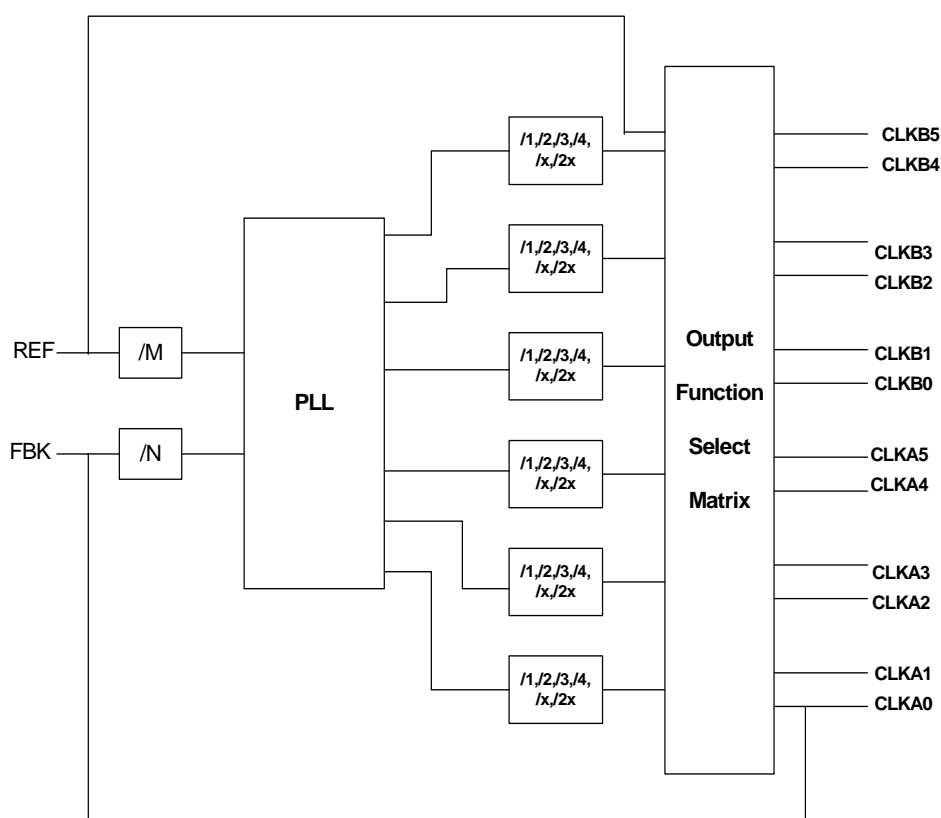 /1,/2,/3,/4,
/x,/2x
CLKB5
CLKB4
/1,/2,/3,/4,
/x,/2x
CLKB3
CLKB2
REF
/M
/1,/2,/3,/4,
/x,/2x
Output
CLKB1
CLKB0
PLL
Function
FBK
/N
/1,/2,/3,/4,
/x,/2x
Select
CLKA5
CLKA4
Matrix
/1,/2,/3,/4,
/x,/2x
CLKA3
CLKA2
/1,/2,/3,/4,
/x,/2x
CLKA1
CLKA0